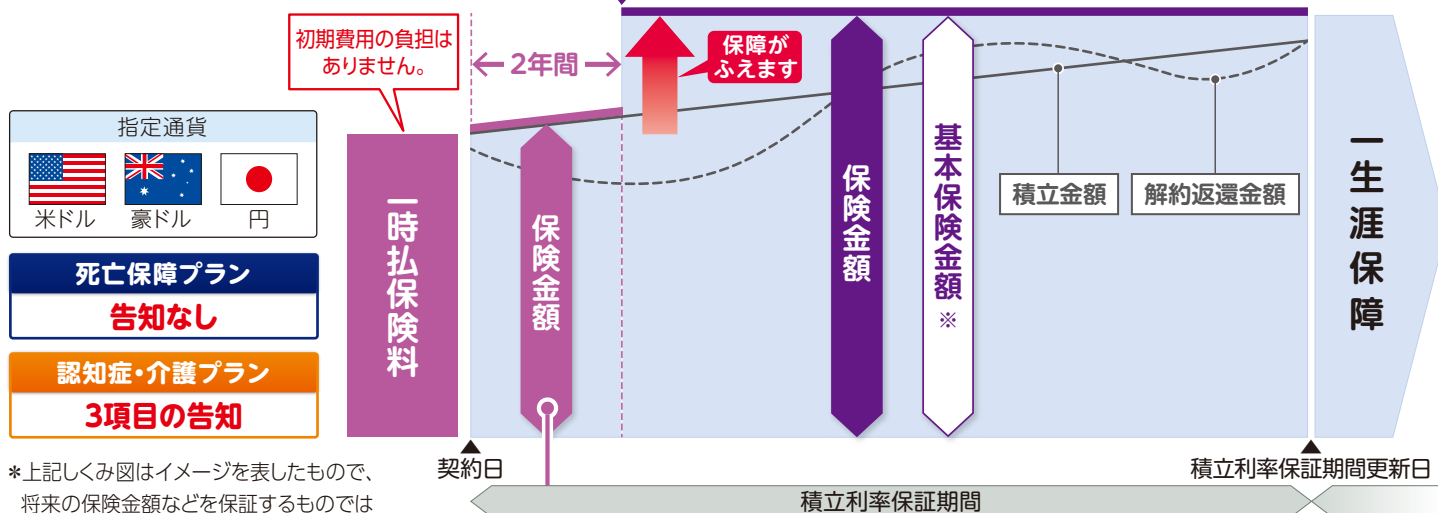 初期費用の負担は
ありません。
2年間
保障が
ふえます
指定通貨
米ドル
豪ドル
円
死亡保障プラン
告知なし
認知症・介護プラン
3項目の告知
一時払保険料
保険金額
保険金額
基本保険金額※
積立金額
解約返還金額
一生涯保障
契約日
積立利率保証期間更新日
積立利率保証期間
*上記しくみ図はイメージを表したもので、
将来の保険金額などを保証するものでは